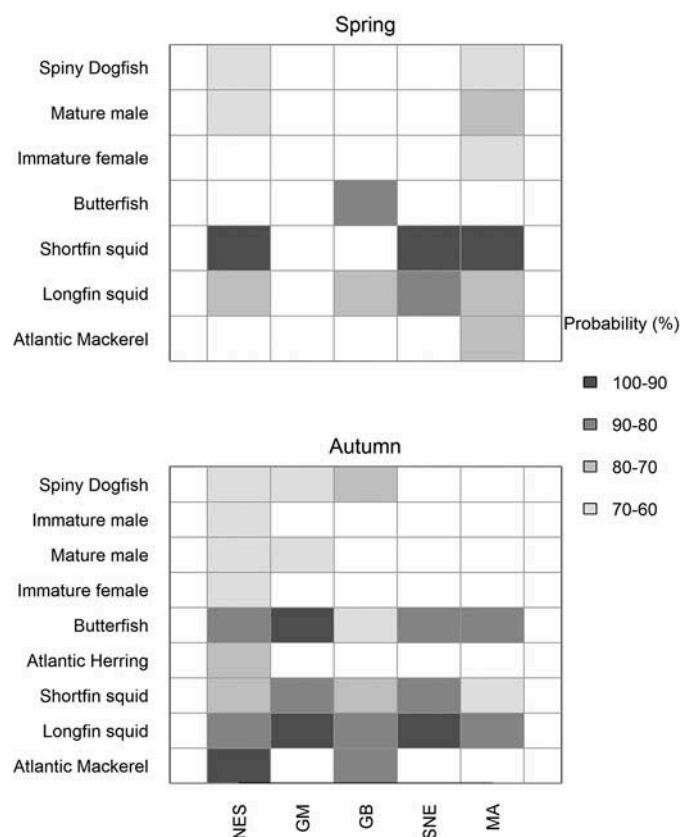 Spring
Spiny Dogfish
Mature male
Immature female
Butterfish
Shortfin squid
Longfin squid
Atlantic Mackerel
Probability (%)
100-90
90-80
80-70
70-60
Autumn
Spiny Dogfish
Immature male
Mature male
Immature female
Butterfish
Atlantic Herring
Shortfin squid
Longfin squid
Atlantic Mackerel
NES
GM
GB
SNE
MA